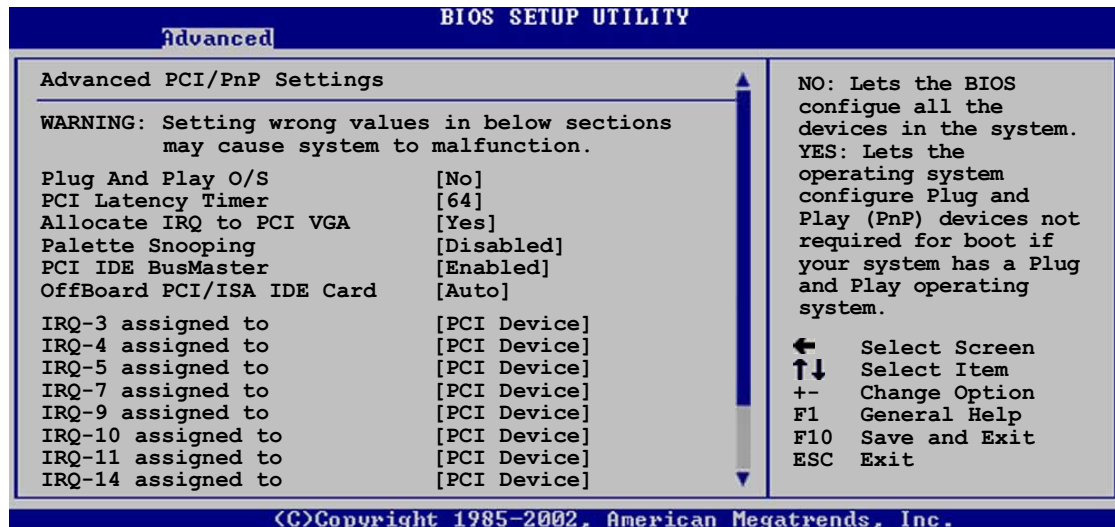 BIOS SETUP UTILITY
Advanced
Advanced PCI/PnP Settings
WARNING: Setting wrong values in below sections
may cause system to malfunction.
Plug And Play O/S [No]
PCI Latency Timer [64]
Allocate IRQ to PCI VGA [Yes]
Palette Snooping [Disabled]
PCI IDE BusMaster [Enabled]
OffBoard PCI/ISA IDE Card [Auto]
IRQ-3 assigned to [PCI Device]
IRQ-4 assigned to [PCI Device]
IRQ-5 assigned to [PCI Device]
IRQ-7 assigned to [PCI Device]
IRQ-9 assigned to [PCI Device]
IRQ-10 assigned to [PCI Device]
IRQ-11 assigned to [PCI Device]
IRQ-14 assigned to [PCI Device]
NO: Lets the BIOS
configue all the
devices in the system.
YES: Lets the
operating system
configure Plug and
Play (PnP) devices not
required for boot if
your system has a Plug
and Play operating
system.
← Select Screen
↑↓ Select Item
+- Change Option
F1 General Help
F10 Save and Exit
ESC Exit
(C)Copyright 1985-2002, American Megatrends, Inc.